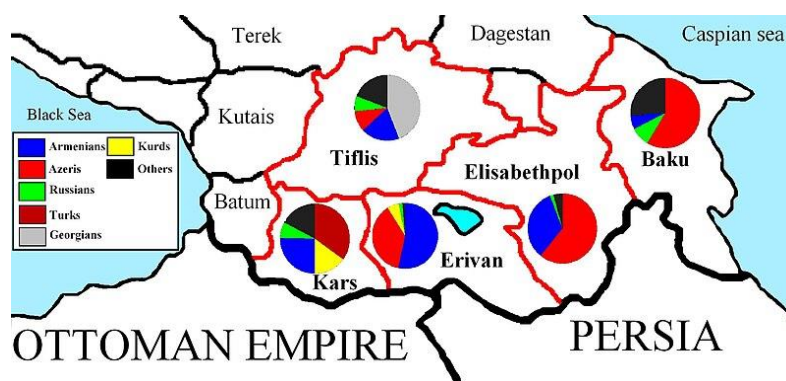 Terek
Dagestan
Caspian sea
Black Sea
Kutais
Armenians
Kurds
Azeris
Others
Russians
Turks
Georgians
Tiflis
Elisabethpol
Baku
Batum
Kars
Erivan
OTTOMAN EMPIRE
PERSIA